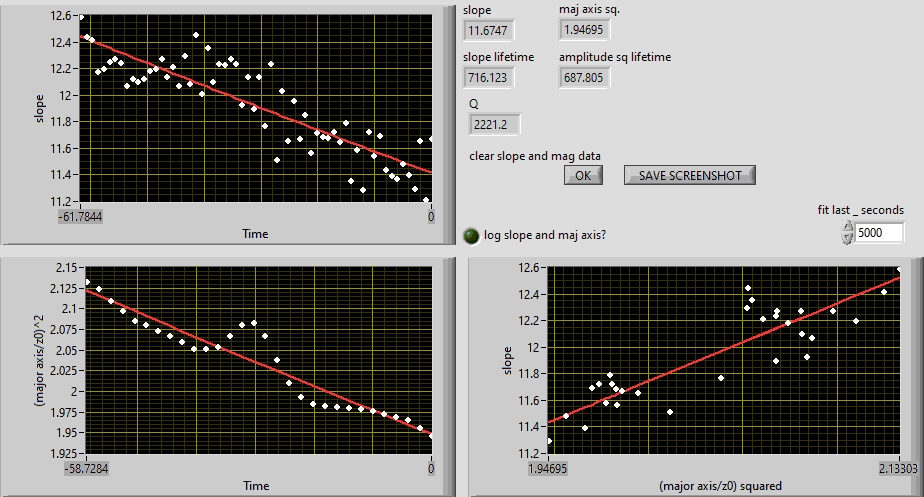 12.6
12.4
12.2
12
11.8
11.6
11.4
11.2
slope
-61.7844
0
Time
slope
maj axis sq.
11.6747
1.94695
slope lifetime
amplitude sq lifetime
716.123
687.805
Q
2221.2
clear slope and mag data
OK
SAVE SCREENSHOT
fit last _ seconds
5000
log slope and maj axis?
2.15
2.125
2.1
2.075
2.05
2.025
2
1.975
1.95
1.925
(major axis/z0))^2
-58.7284
0
Time
12.6
12.4
12.2
12
11.8
11.6
11.4
11.2
slope
1.94695
2.13303
(major axis/z0) squared